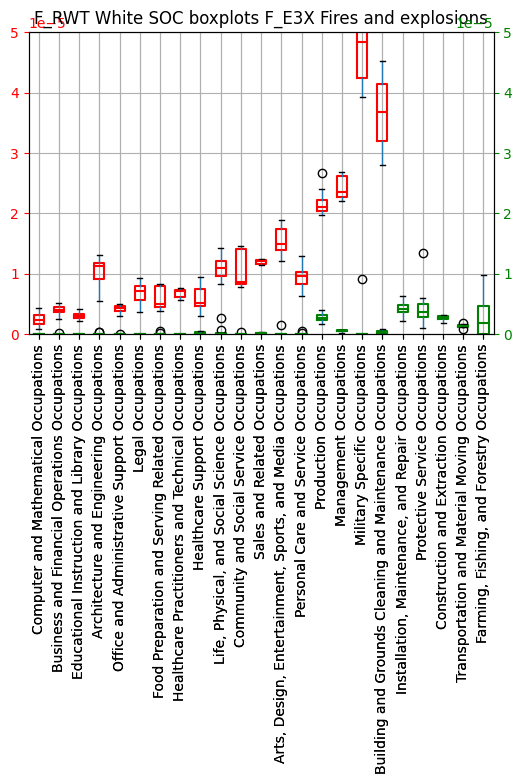 F_RWT White SOC boxplots F_E3X Fires and explosions
1e−5
1e−5
5
4
3
2
1
0
5
4
3
2
1
0
Computer and Mathematical Occupations
Business and Financial Operations Occupations
Educational Instruction and Library Occupations
Architecture and Engineering Occupations
Office and Administrative Support Occupations
Legal Occupations
Food Preparation and Serving Related Occupations
Healthcare Practitioners and Technical Occupations
Healthcare Support Occupations
Life, Physical, and Social Science Occupations
Community and Social Service Occupations
Sales and Related Occupations
Arts, Design, Entertainment, Sports, and Media Occupations
Personal Care and Service Occupations
Production Occupations
Management Occupations
Military Specific Occupations
Building and Grounds Cleaning and Maintenance Occupations
Installation, Maintenance, and Repair Occupations
Protective Service Occupations
Construction and Extraction Occupations
Transportation and Material Moving Occupations
Farming, Fishing, and Forestry Occupations